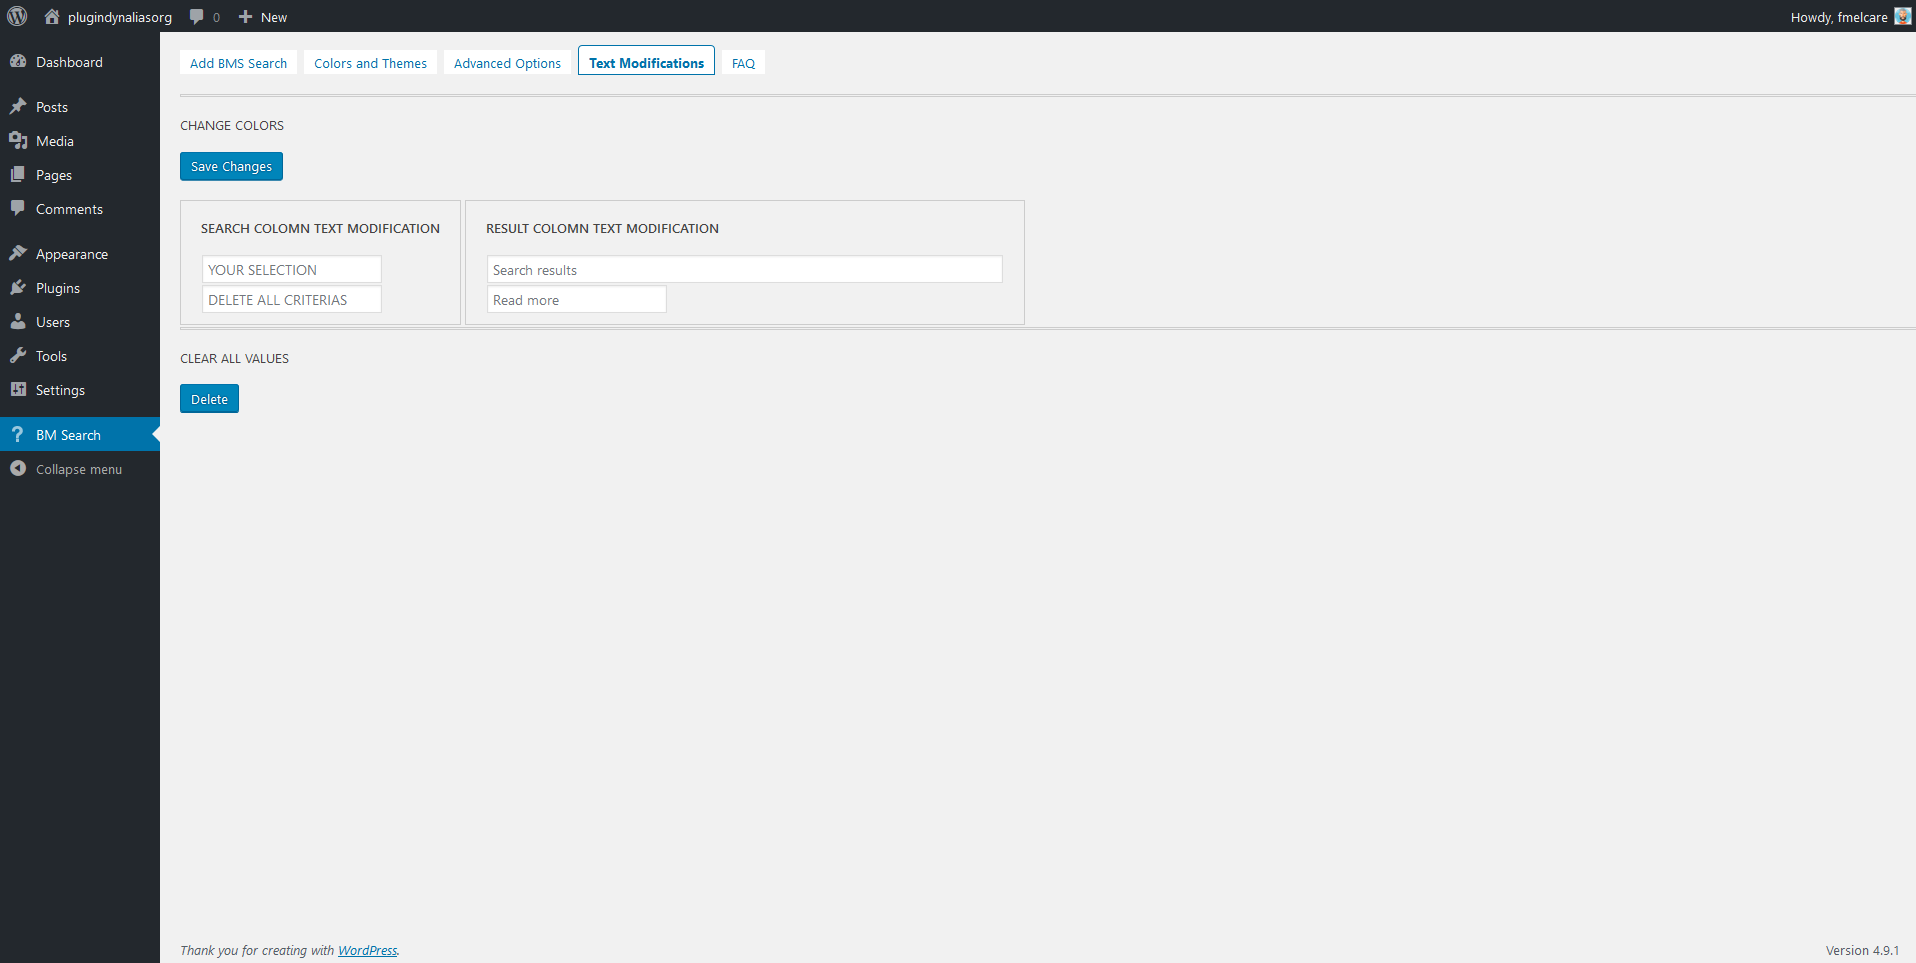 plugindynaliasorg 0 New Howdy, fmelcare
Dashboard
Posts
Media
Pages
Comments
Appearance
Plugins
Users
Tools
Settings
BM Search
Collapse menu
Add BMS Search Colors and Themes Advanced Options Text Modifications FAQ
CHANGE COLORS
Save Changes
SEARCH COLOMN TEXT MODIFICATION
YOUR SELECTION
DELETE ALL CRITERIAS
RESULT COLOMN TEXT MODIFICATION
Search results
Read more
CLEAR ALL VALUES
Delete
Thank you for creating with WordPress. Version 4.9.1